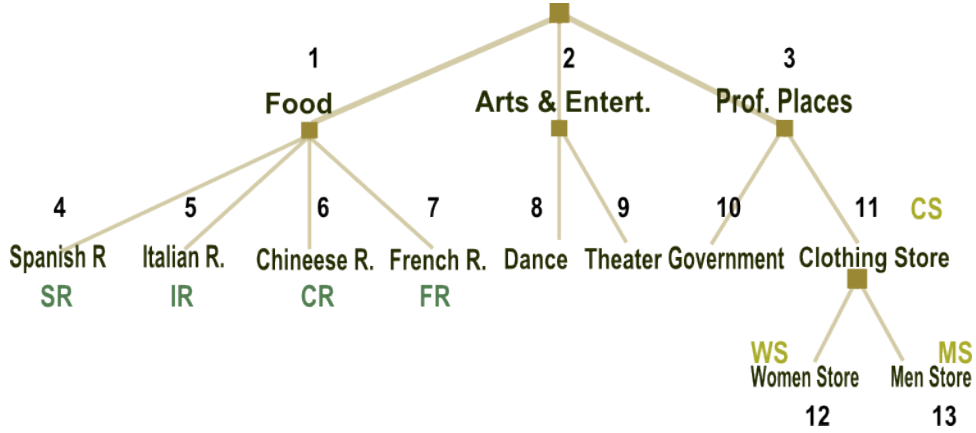 1 2 3
Food Arts & Entert. Prof. Places
4 5 6 7 8 9 10 11 CS
Spanish R Italian R. Chineese R. French R. Dance Theater Government Clothing Store
SR IR CR FR
WS MS
Women Store Men Store
12 13